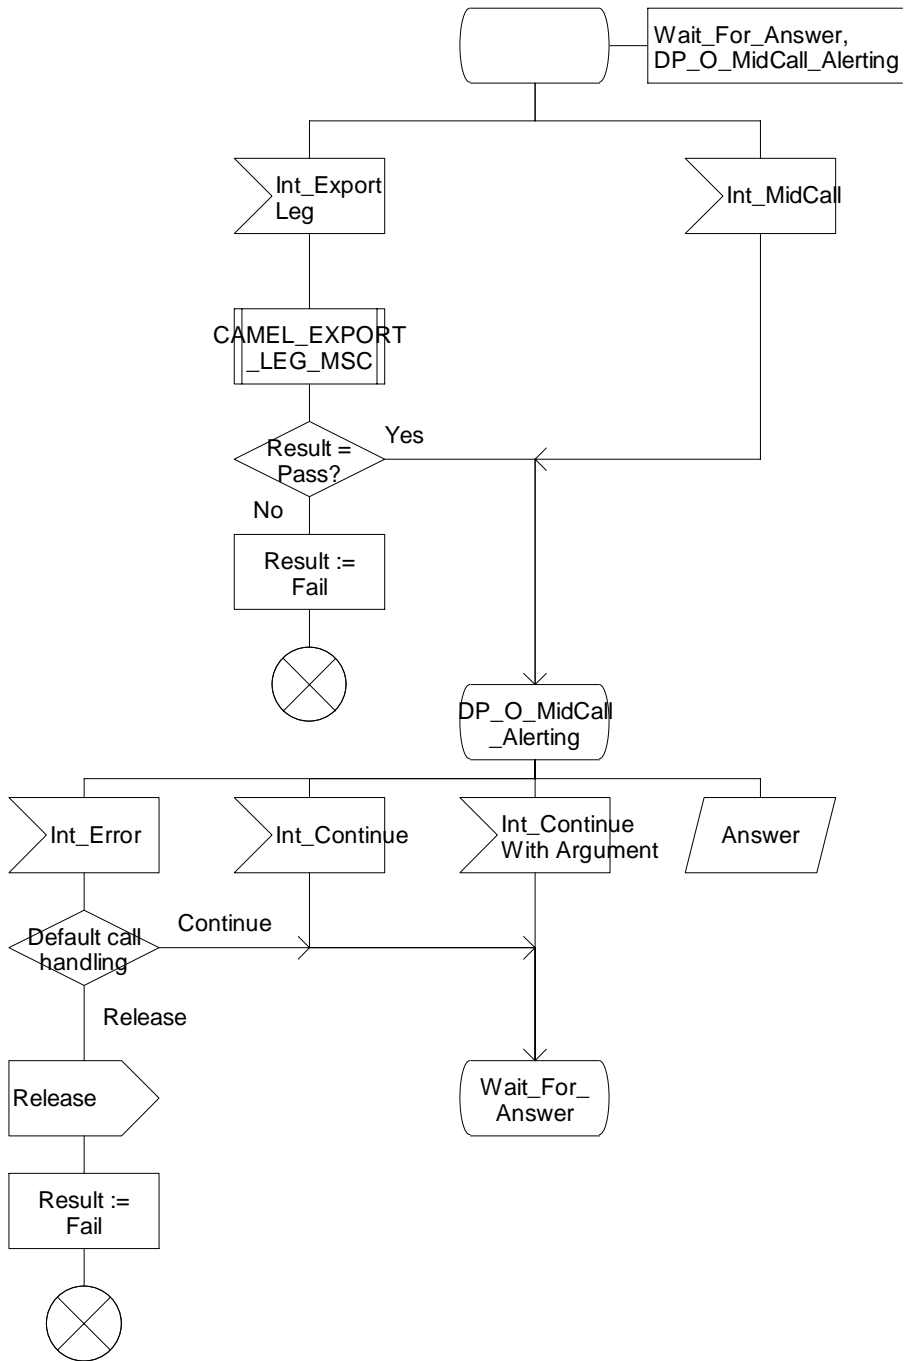 Wait_For_Answer,
DP_O_MidCall_Alerting
Int_Export
Leg
Int_MidCall
CAMEL_EXPORT
_LEG_MSC
Result =
Pass?
Yes
No
Result :=
Fail
DP_O_MidCall
_Alerting
Int_Error
Int_Continue
Int_Continue
With Argument
Answer
Default call
handling
Continue
Release
Release
Wait_For_
Answer
Result :=
Fail